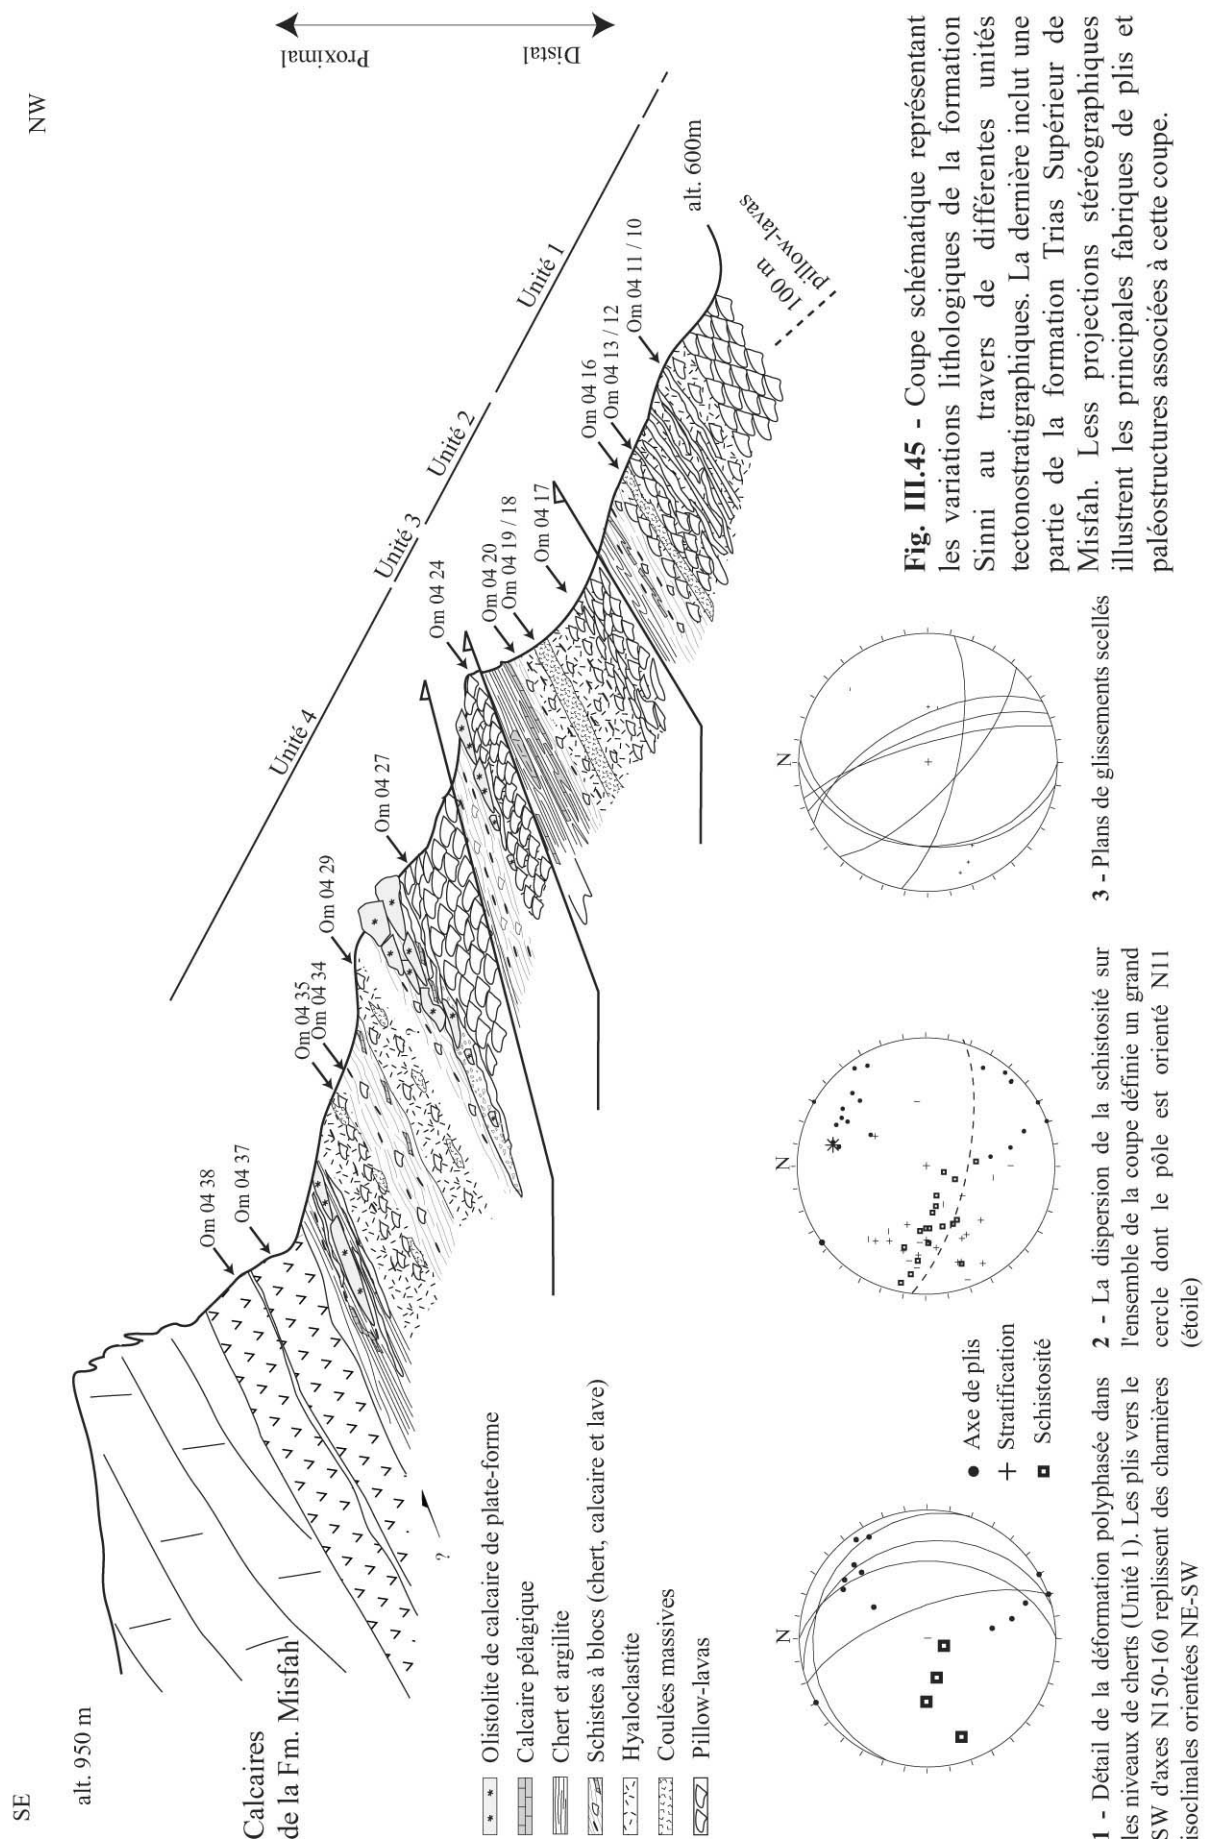 SE
NW
alt. 950 m
Calcaires
de la Fm. Misfah
Om 04 38
Om 04 37
Om 04 35
Om 04 34
Om 04 29
Om 04 27
Om 04 24
Om 04 20
Om 04 19 / 18
Om 04 17
Om 04 16
Om 04 13 / 12
Om 04 11 / 10
Unité 4
Unité 3
Unité 2
Unité 1
Proximal
Distal
alt. 600m
100 m
pillow-lavas
?
?
Olistolite de calcaire de plate-forme
Calcaire pélagique
Chert et argilite
Schistes à blocs (chert, calcaire et lave)
Hyaloclastite
Coulées massives
Pillow-lavas
N
N
N
Axe de plis
Stratification
Schistosité
1 - Détail de la déformation polyphasée dans
les niveaux de cherts (Unité 1). Les plis vers le
SW d'axes N150-160 replissent des charnières
isoclinales orientées NE-SW
2 - La dispersion de la schistosité sur
l'ensemble de la coupe définie un grand
cercle dont le pôle est orienté N11
(étoile)
3 - Plans de glissements scellés
Fig. III.45 - Coupe schématique représentant
les variations lithologiques de la formation
Sinni au travers de différentes unités
tectonostratigraphiques. La dernière inclut une
partie de la formation Trias Supérieur de
Misfah. Less projections stéréographiques
illustrent les principales fabriques de plis et
paléostructures associées à cette coupe.